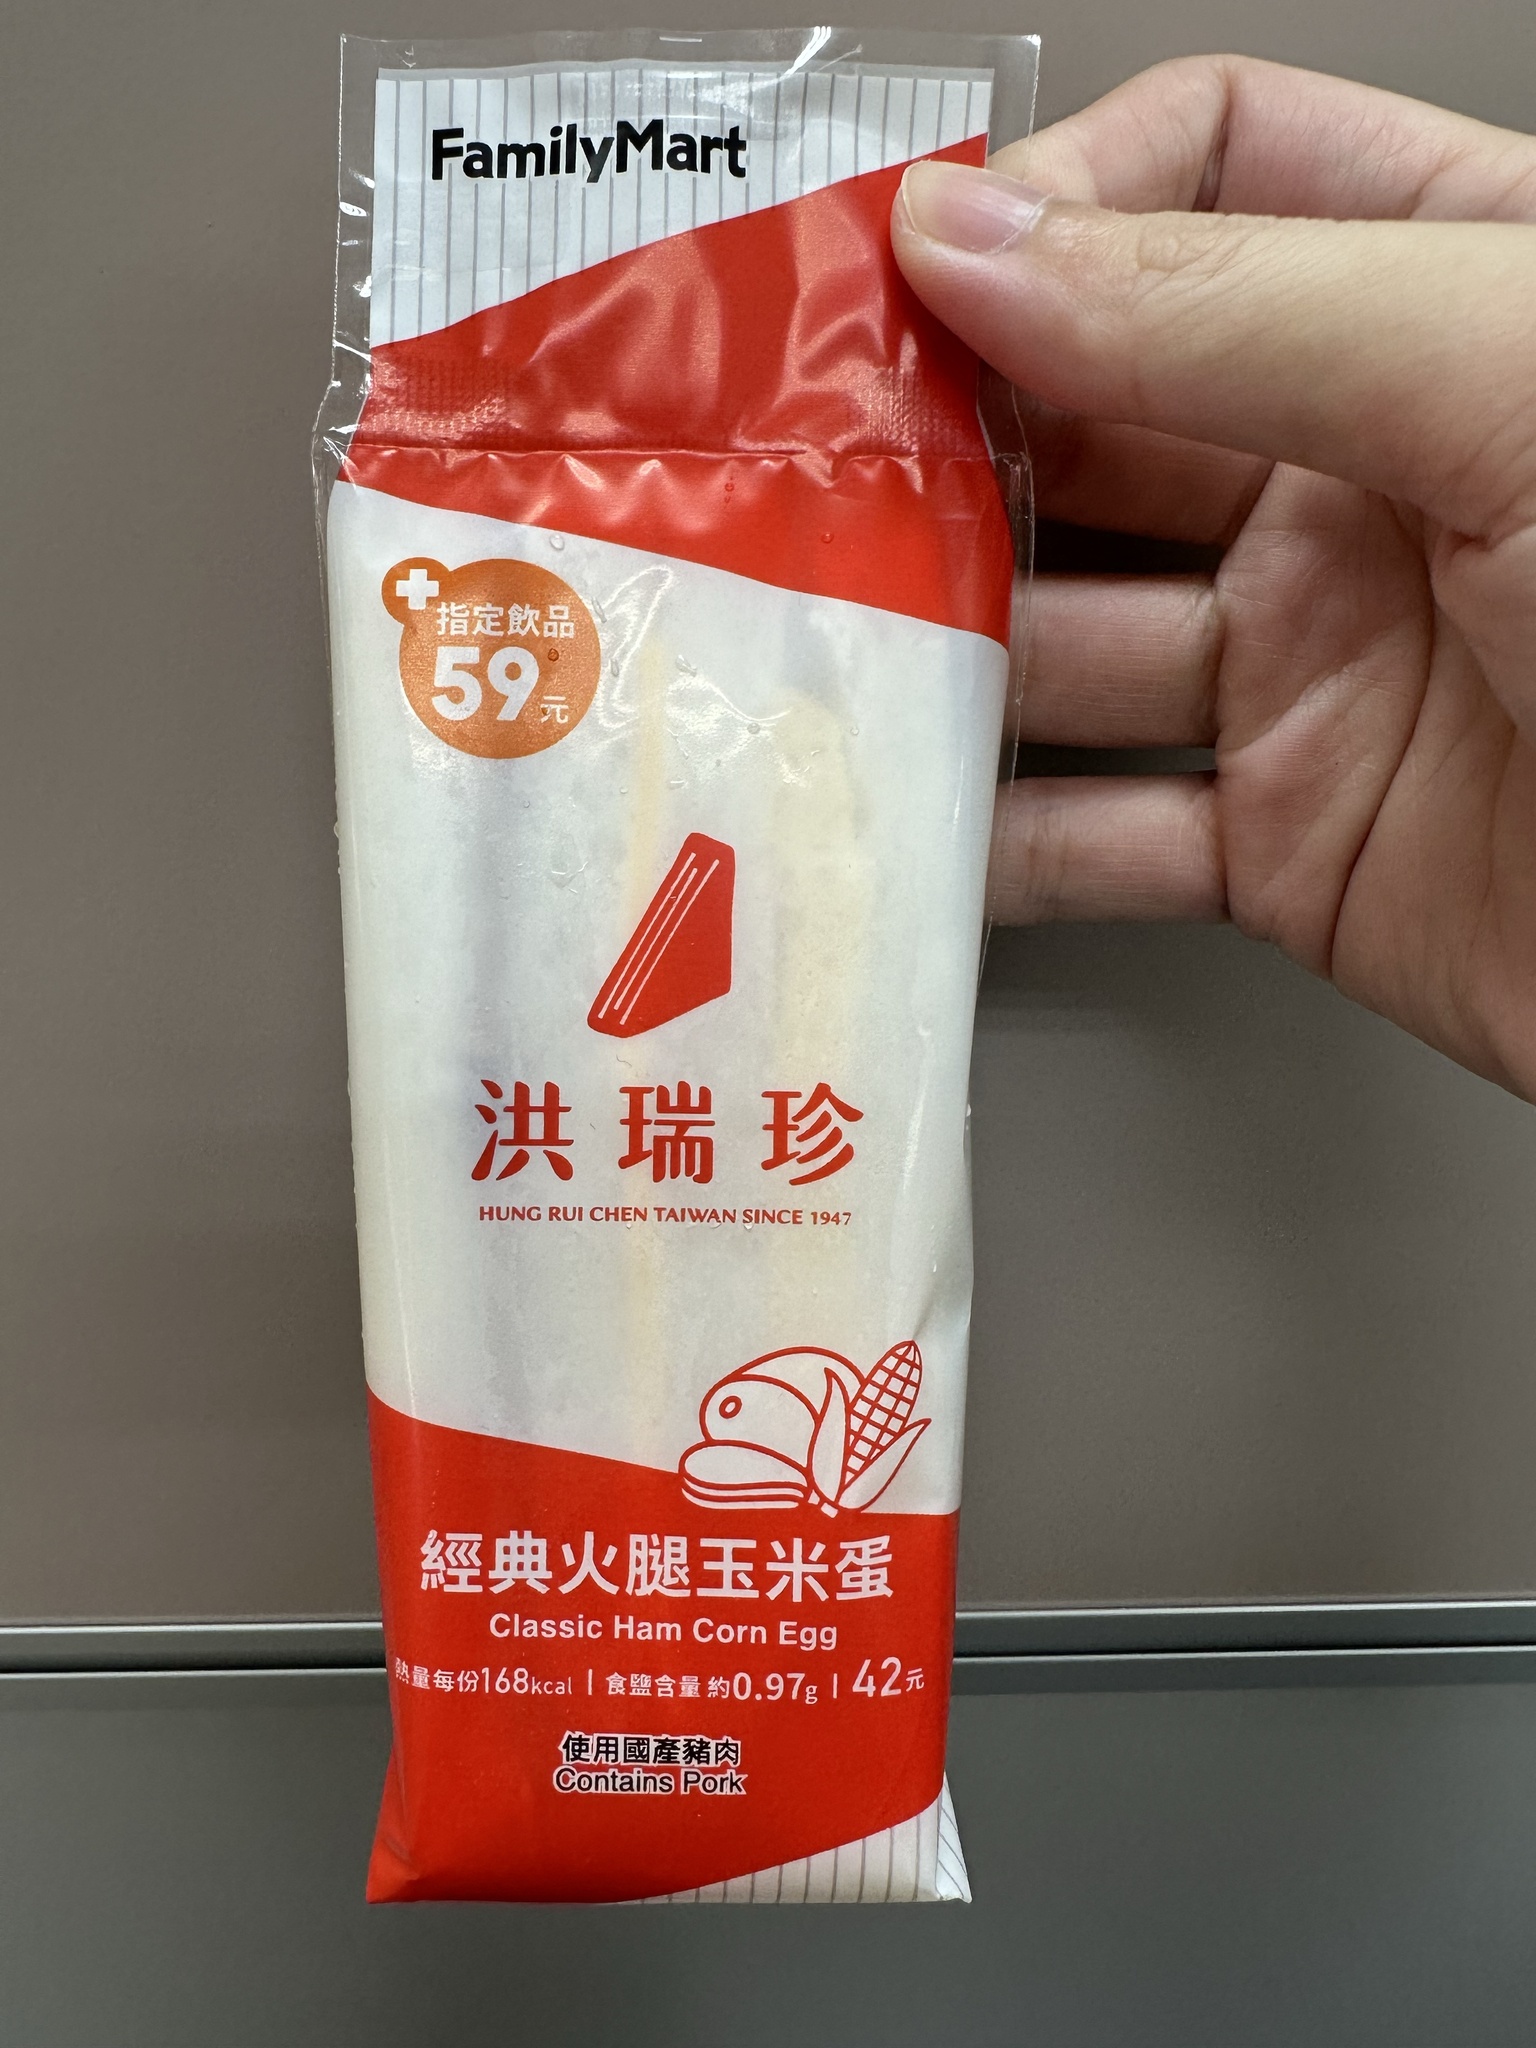 FamilyMart
指定飲品
59元
洪瑞珍
HUNG RUI CHEN TAIWAN SINCE 1947
經典火腿玉米蛋
Classic Ham Corn Egg
熱量每份168kcal | 食鹽含量約0.97g | 42元
使用國產豬肉
Contains Pork